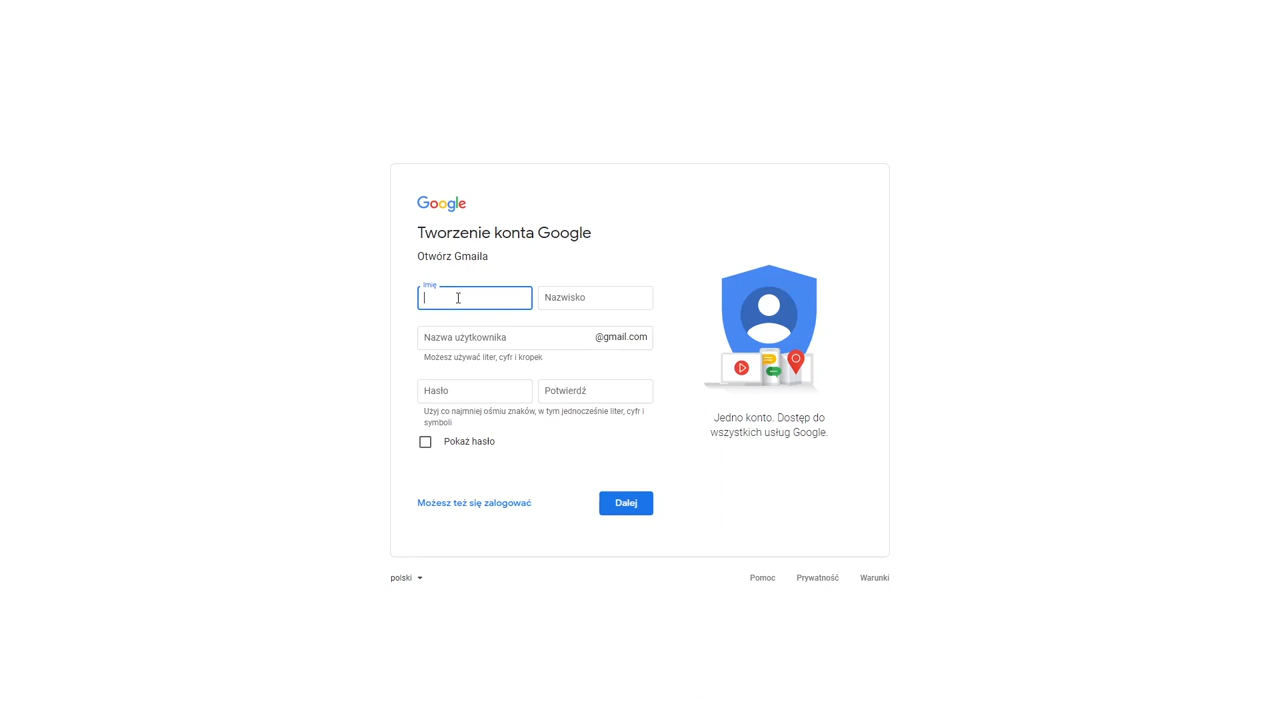 Google
Tworzenie konta Google
Otwórz Gmaila
Imię
Nazwisko
Nazwa użytkownika @gmail.com
Możesz używać liter, cyfr i kropek
Hasło Potwierdź
Użyj co najmniej ośmiu znaków, w tym jednocześnie liter, cyfr i
symboli
Pokaż hasło
Możesz też się zalogować Dalej
Jedno konto. Dostęp do
wszystkich usług Google.
polski Pomoc Prywatność Warunki